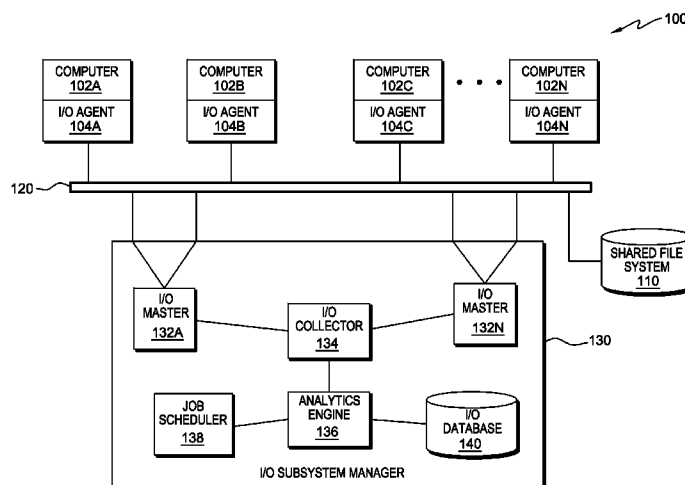 100
COMPUTER
102A
I/O AGENT
104A
COMPUTER
102B
I/O AGENT
104B
COMPUTER
102C
I/O AGENT
104C
COMPUTER
102N
I/O AGENT
104N
120
SHARED FILE
SYSTEM
110
I/O
MASTER
132A
I/O
COLLECTOR
134
I/O
MASTER
132N
130
JOB
SCHEDULER
138
ANALYTICS
ENGINE
136
I/O
DATABASE
140
I/O SUBSYSTEM MANAGER